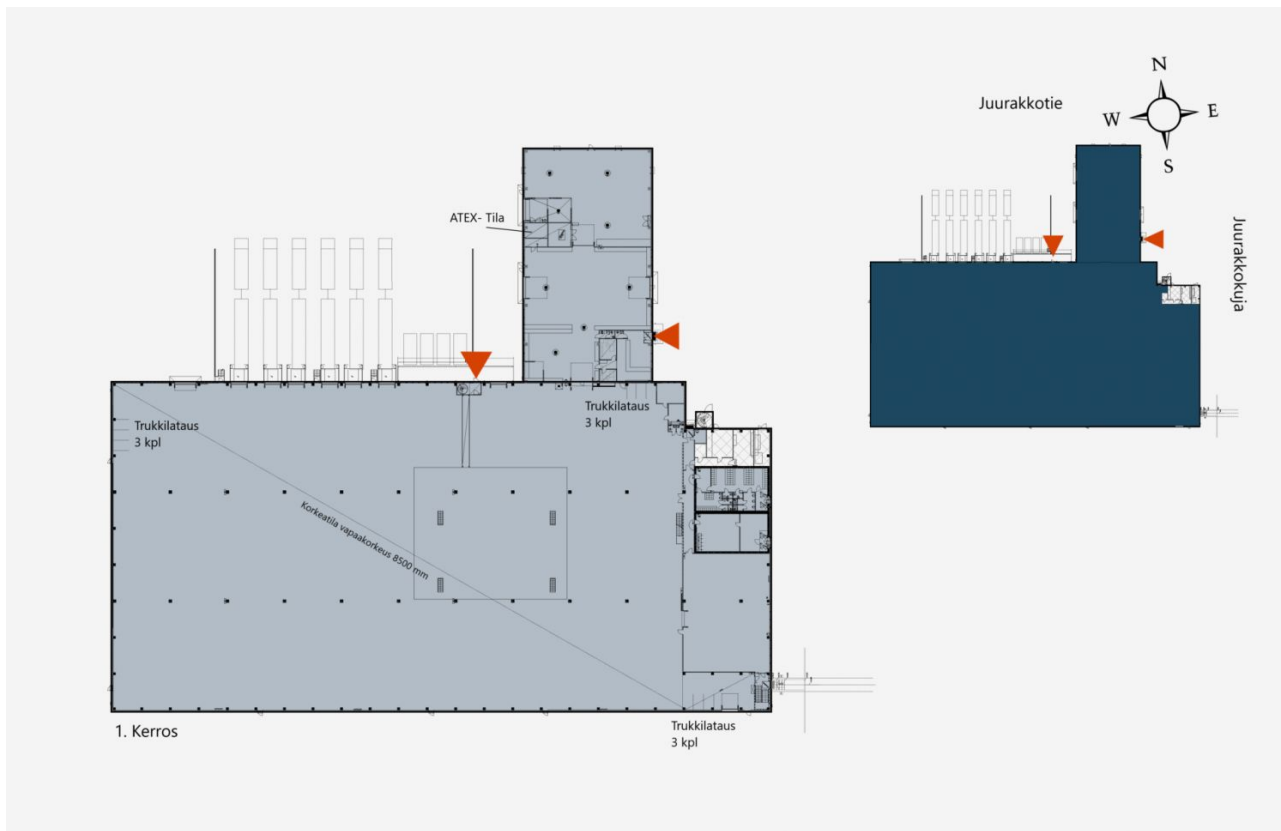 N
Juurakkotie
W
E
S
ATEX- Tila
Juurakkokuja
Trukkilataus
3 kpl
Trukkilataus
3 kpl
Korkeatila vapaakorkeus 8500 mm
1. Kerros
Trukkilataus
3 kpl